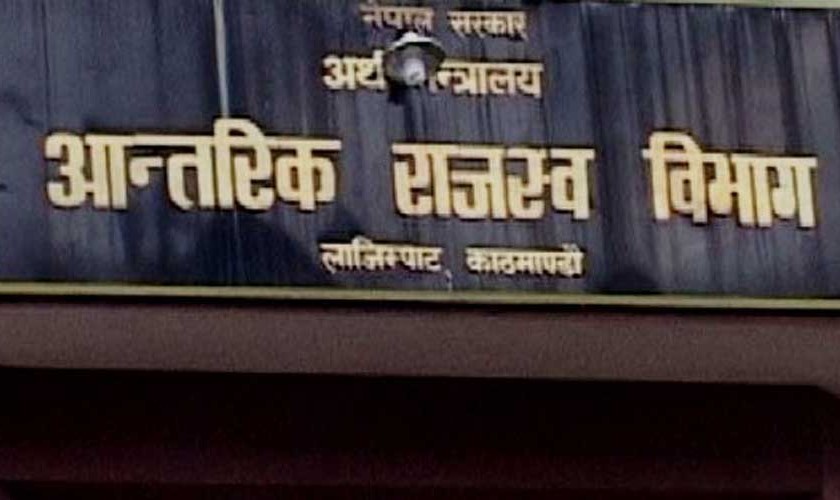 नेपाल सरकार
अर्थ मन्त्रालय
आन्तरिक राजस्व विभाग
लाजिम्पाट, काठमाण्डौ